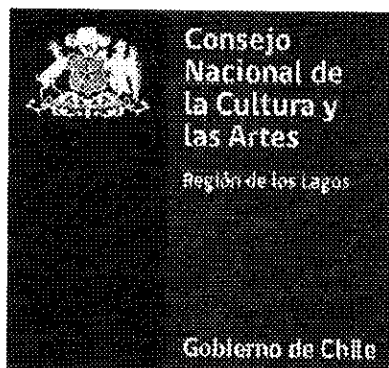 Consejo
Nacional de
la Cultura y
las Artes
Región de los Lagos
Gobierno de Chile